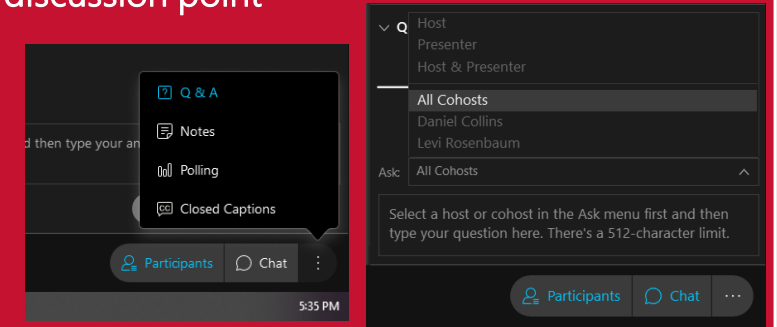 discussion point
Q & A
Notes
Polling
Closed Captions
d then type your an
Participants
Chat
5:35 PM
Q
Host
Presenter
Host & Presenter
All Cohosts
Daniel Collins
Levi Rosenbaum
Ask: All Cohosts
Select a host or cohost in the Ask menu first and then
type your question here. There's a 512-character limit.
Participants
Chat